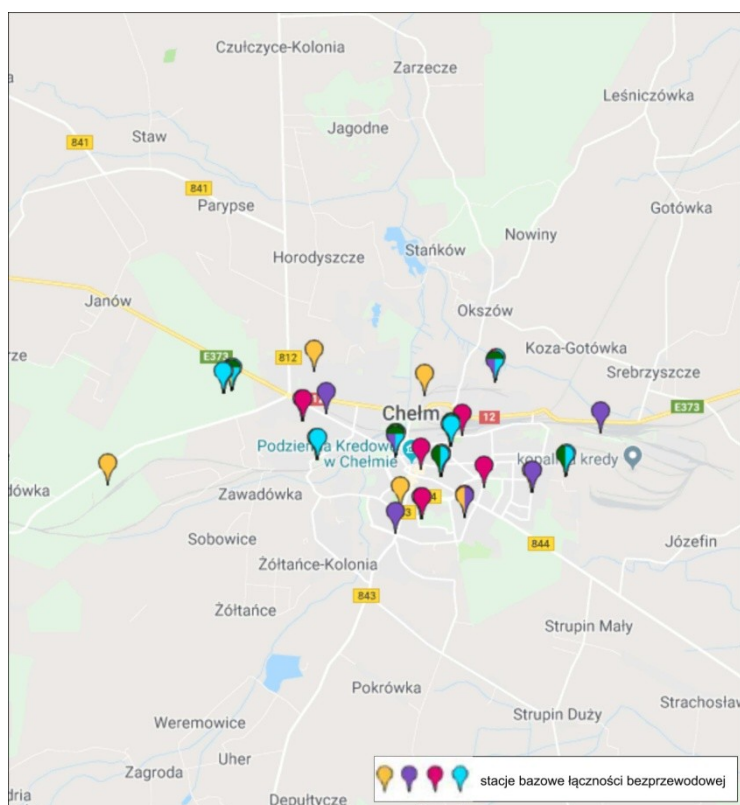 Czułczyce-Kolonia
Zarzecze
Leśniczówka
Staw
Jagodne
841
841
Parypse
Gotówka
Nowiny
Stańków
Horodyszcze
Janów
Okszów
E373
812
Koza-Gotówka
Srebrzyszcze
E373
Chełm
12
Podziemia Kredowe
w Chełmie
kopalnia kredy
Zawadówka
Sobowice
844
Józefin
Żółtańce-Kolonia
843
Żółtańce
Strupin Mały
Pokrówka
Strupin Duży
Weremowice
Uher
Zagroda
Depułtycze
stacje bazowe łączności bezprzewodowej